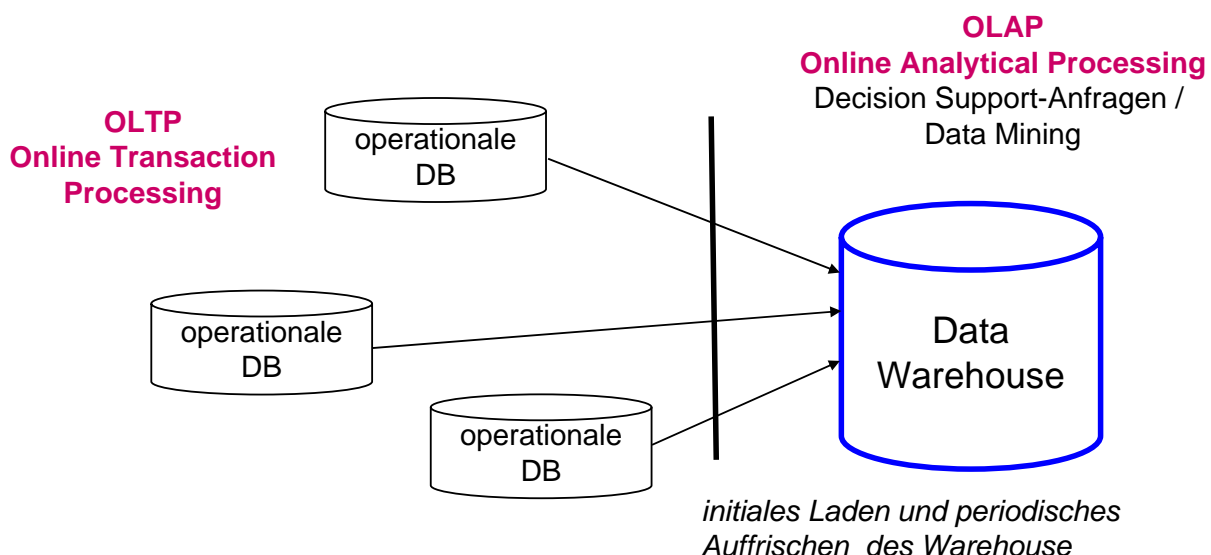 OLAP
Online Analytical Processing
Decision Support-Anfragen /
Data Mining
OLTP
Online Transaction
Processing
operationale
DB
operationale
DB
operationale
DB
Data
Warehouse
initiales Laden und periodisches
Auffrischen des Warehouse